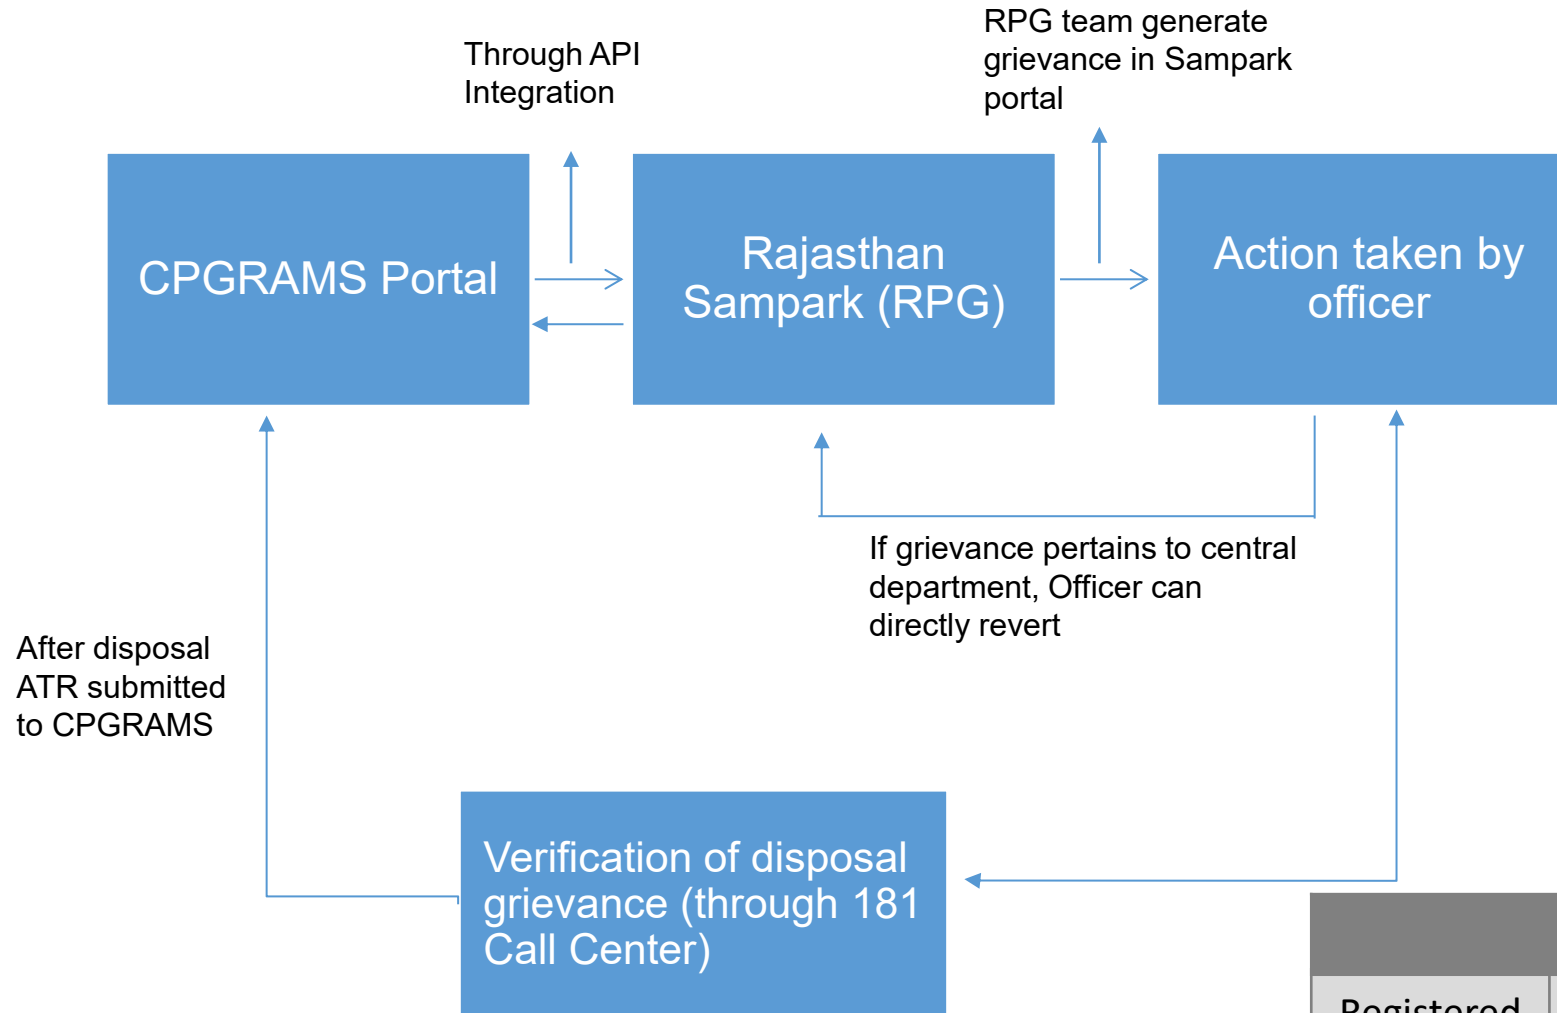 Through API
Integration
RPG team generate
grievance in Sampark
portal
CPGRAMS Portal
Rajasthan
Sampark (RPG)
Action taken by
officer
If grievance pertains to central
department, Officer can
directly revert
After disposal
ATR submitted
to CPGRAMS
Verification of disposal
grievance (through 181
Call Center)
Registered